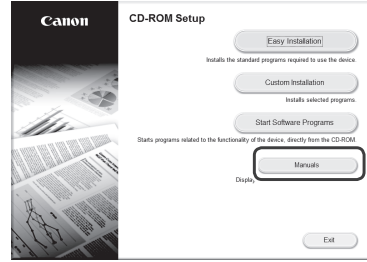 Canon
CD-ROM Setup
Easy Installation
Installs the standard programs required to use the device.
Custom Installation
Installs selected programs.
Start Software Programs
Starts programs related to the functionality of the device, directly from the CD-ROM.
Manuals
Display
Exit